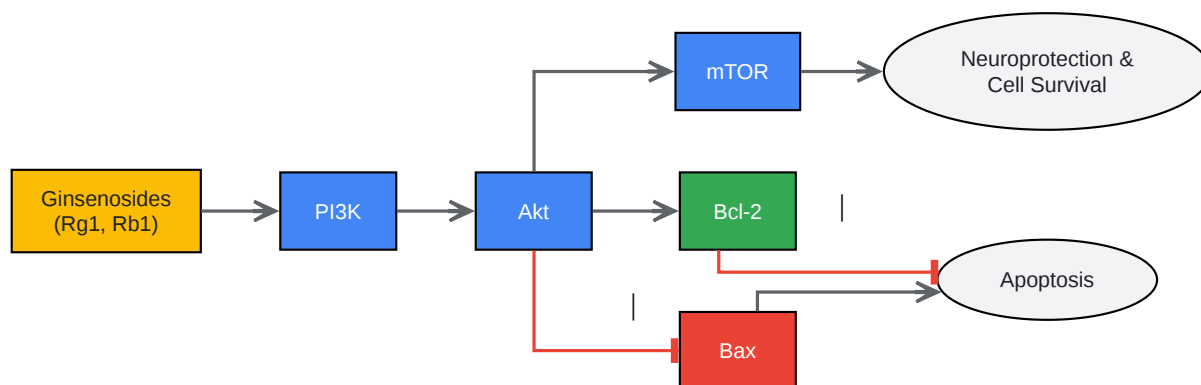 mTOR
Neuroprotection &
Cell Survival
Ginsenosides
(Rg1, Rb1)
PI3K
Akt
Bcl-2
|
Apoptosis
|
Bax